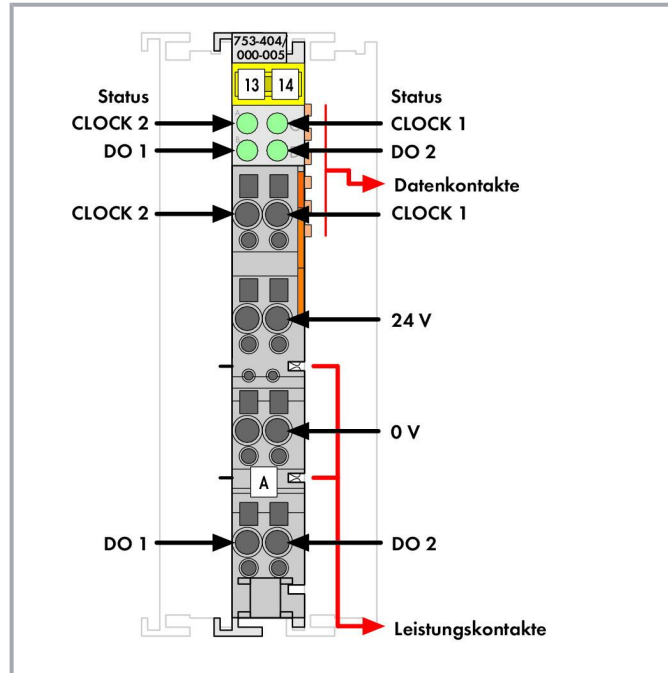 753-404/
000-005
13 14
Status
CLOCK 2
DO 1
Status
CLOCK 1
DO 2
Datenkontakte
CLOCK 2
CLOCK 1
24 V
0 V
A
DO 1
DO 2
Leistungskontakte